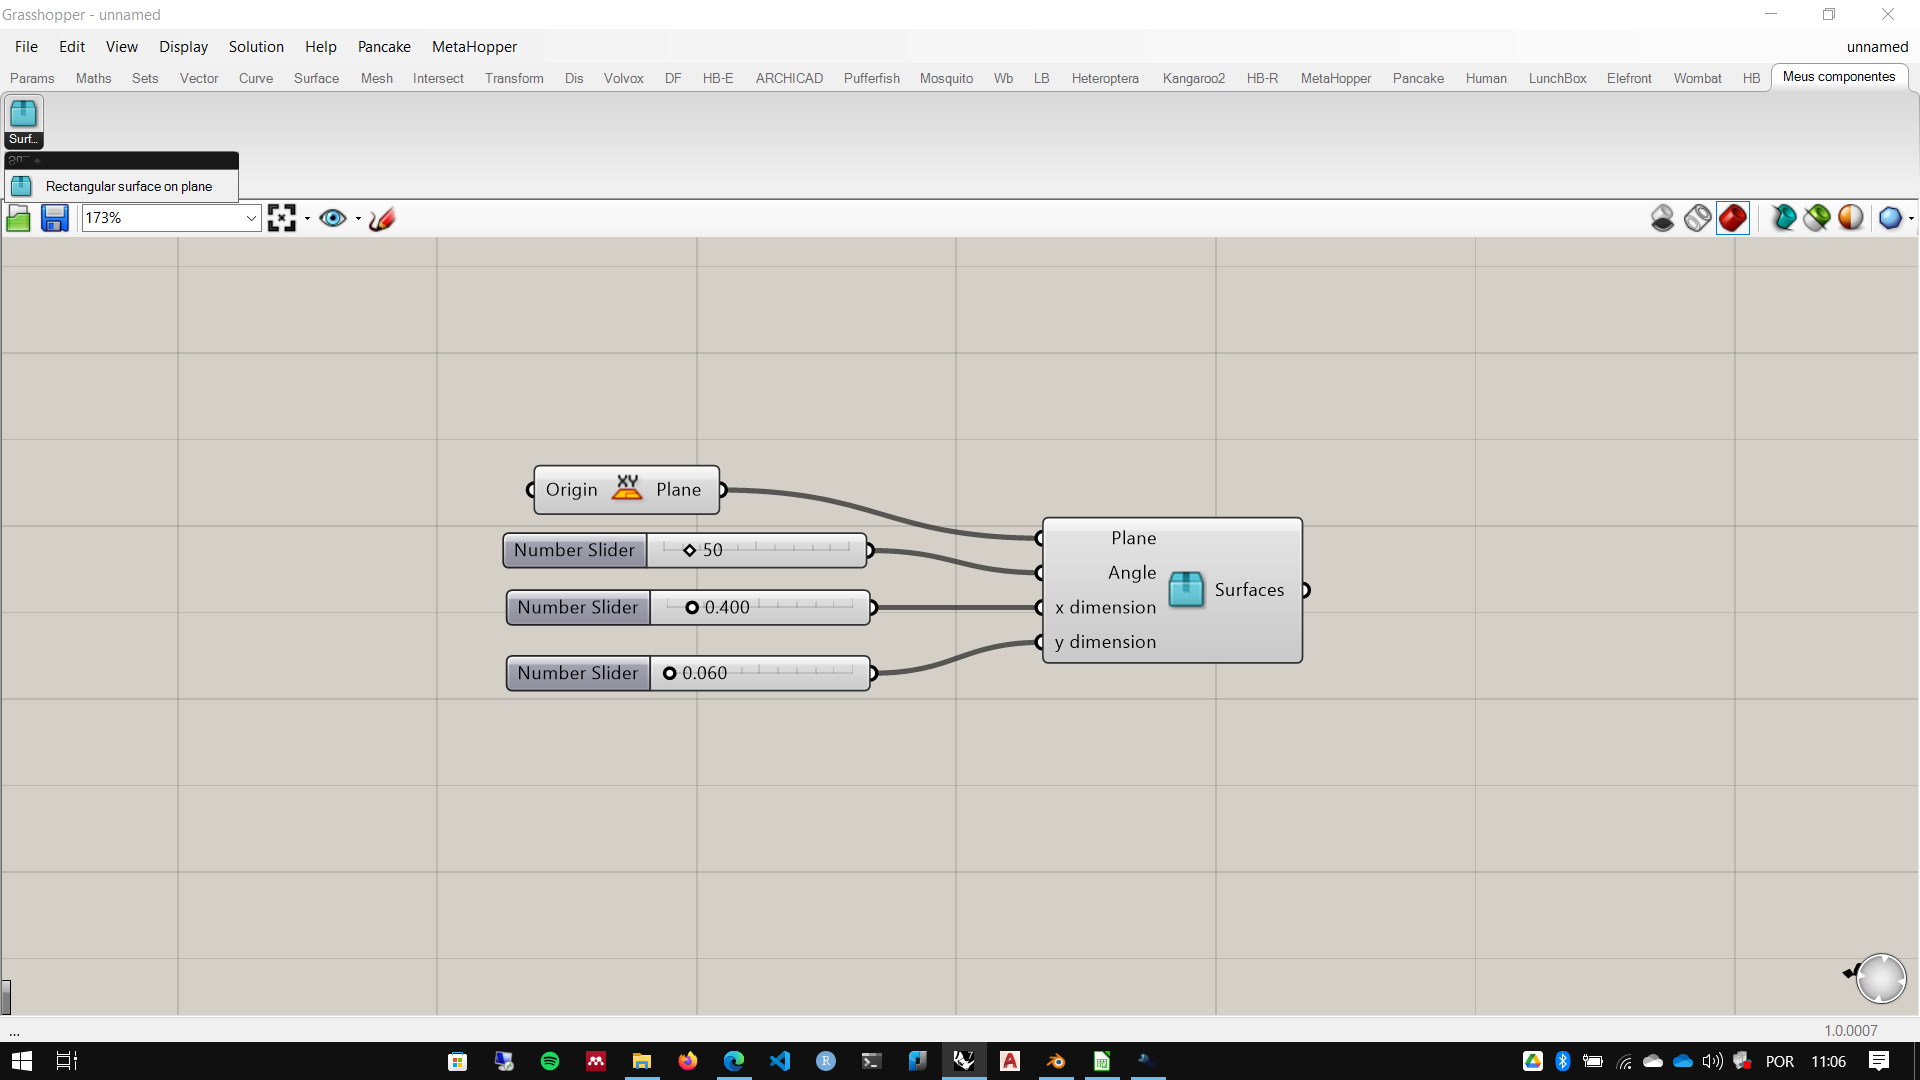 Grasshopper - unnamed
File Edit View Display Solution Help Pancake MetaHopper unnamed
Params Maths Sets Vector Curve Surface Mesh Intersect Transform Dis Volvox DF HB-E ARCHICAD Pufferfish Mosquito Wb LB Heteroptera Kangaroo2 HB-R MetaHopper Pancake Human LunchBox Elefront Wombat HB Meus componentes
Surf...
Rectangular surface on plane
173%
Origin XY Plane
Number Slider 50
Number Slider 0.400
Number Slider 0.060
Plane
Angle
x dimension
y dimension
Surfaces
...
1.0.0007
POR 11:06